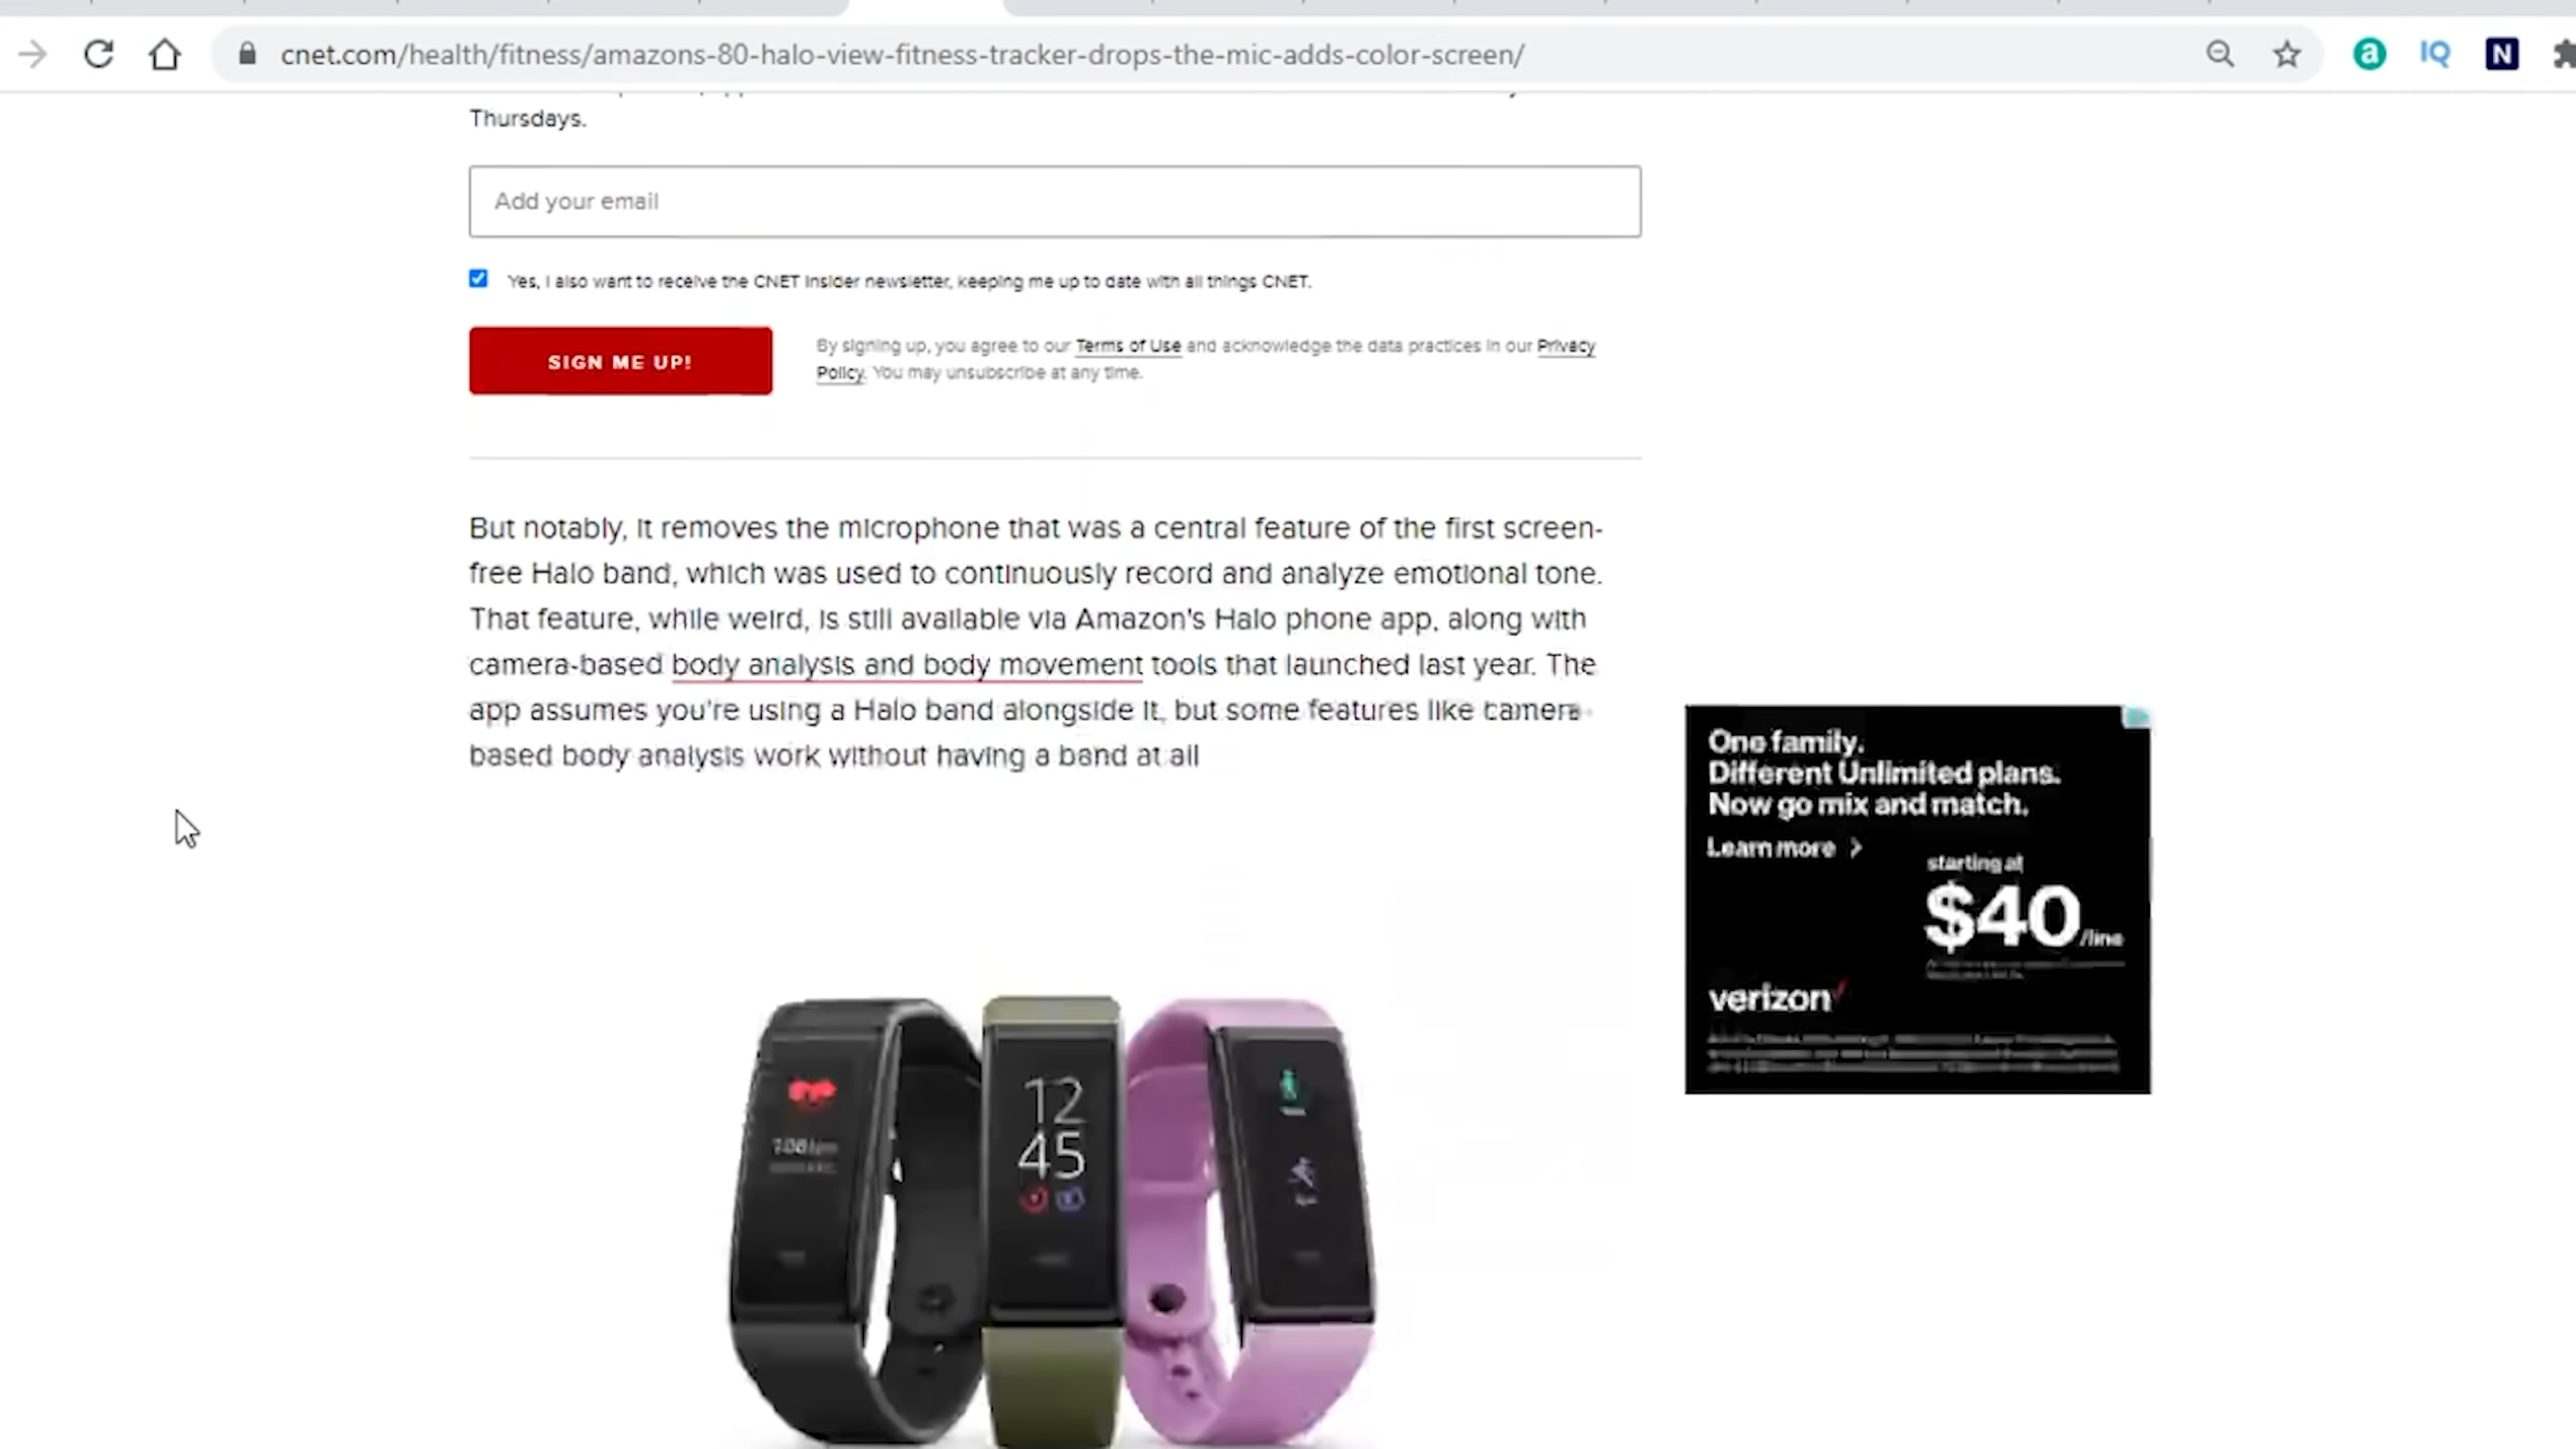 cnet.com/health/fitness/amazons-80-halo-view-fitness-tracker-drops-the-mic-adds-color-screen/
a
IQ
N
Thursdays.
Add your email
Yes, I also want to receive the CNET Insider newsletter, keeping me up to date with all things CNET.
SIGN ME UP!
By signing up, you agree to our Terms of Use and acknowledge the data practices in our Privacy
Policy. You may unsubscribe at any time.
But notably, it removes the microphone that was a central feature of the first screen-
free Halo band, which was used to continuously record and analyze emotional tone.
That feature, while weird, is still available via Amazon's Halo phone app, along with
camera-based body analysis and body movement tools that launched last year. The
app assumes you're using a Halo band alongside it, but some features like camera-
based body analysis work without having a band at all
One family.
Different Unlimited plans.
Now go mix and match.
Learn more >
starting at
$40/line
verizon
12
45